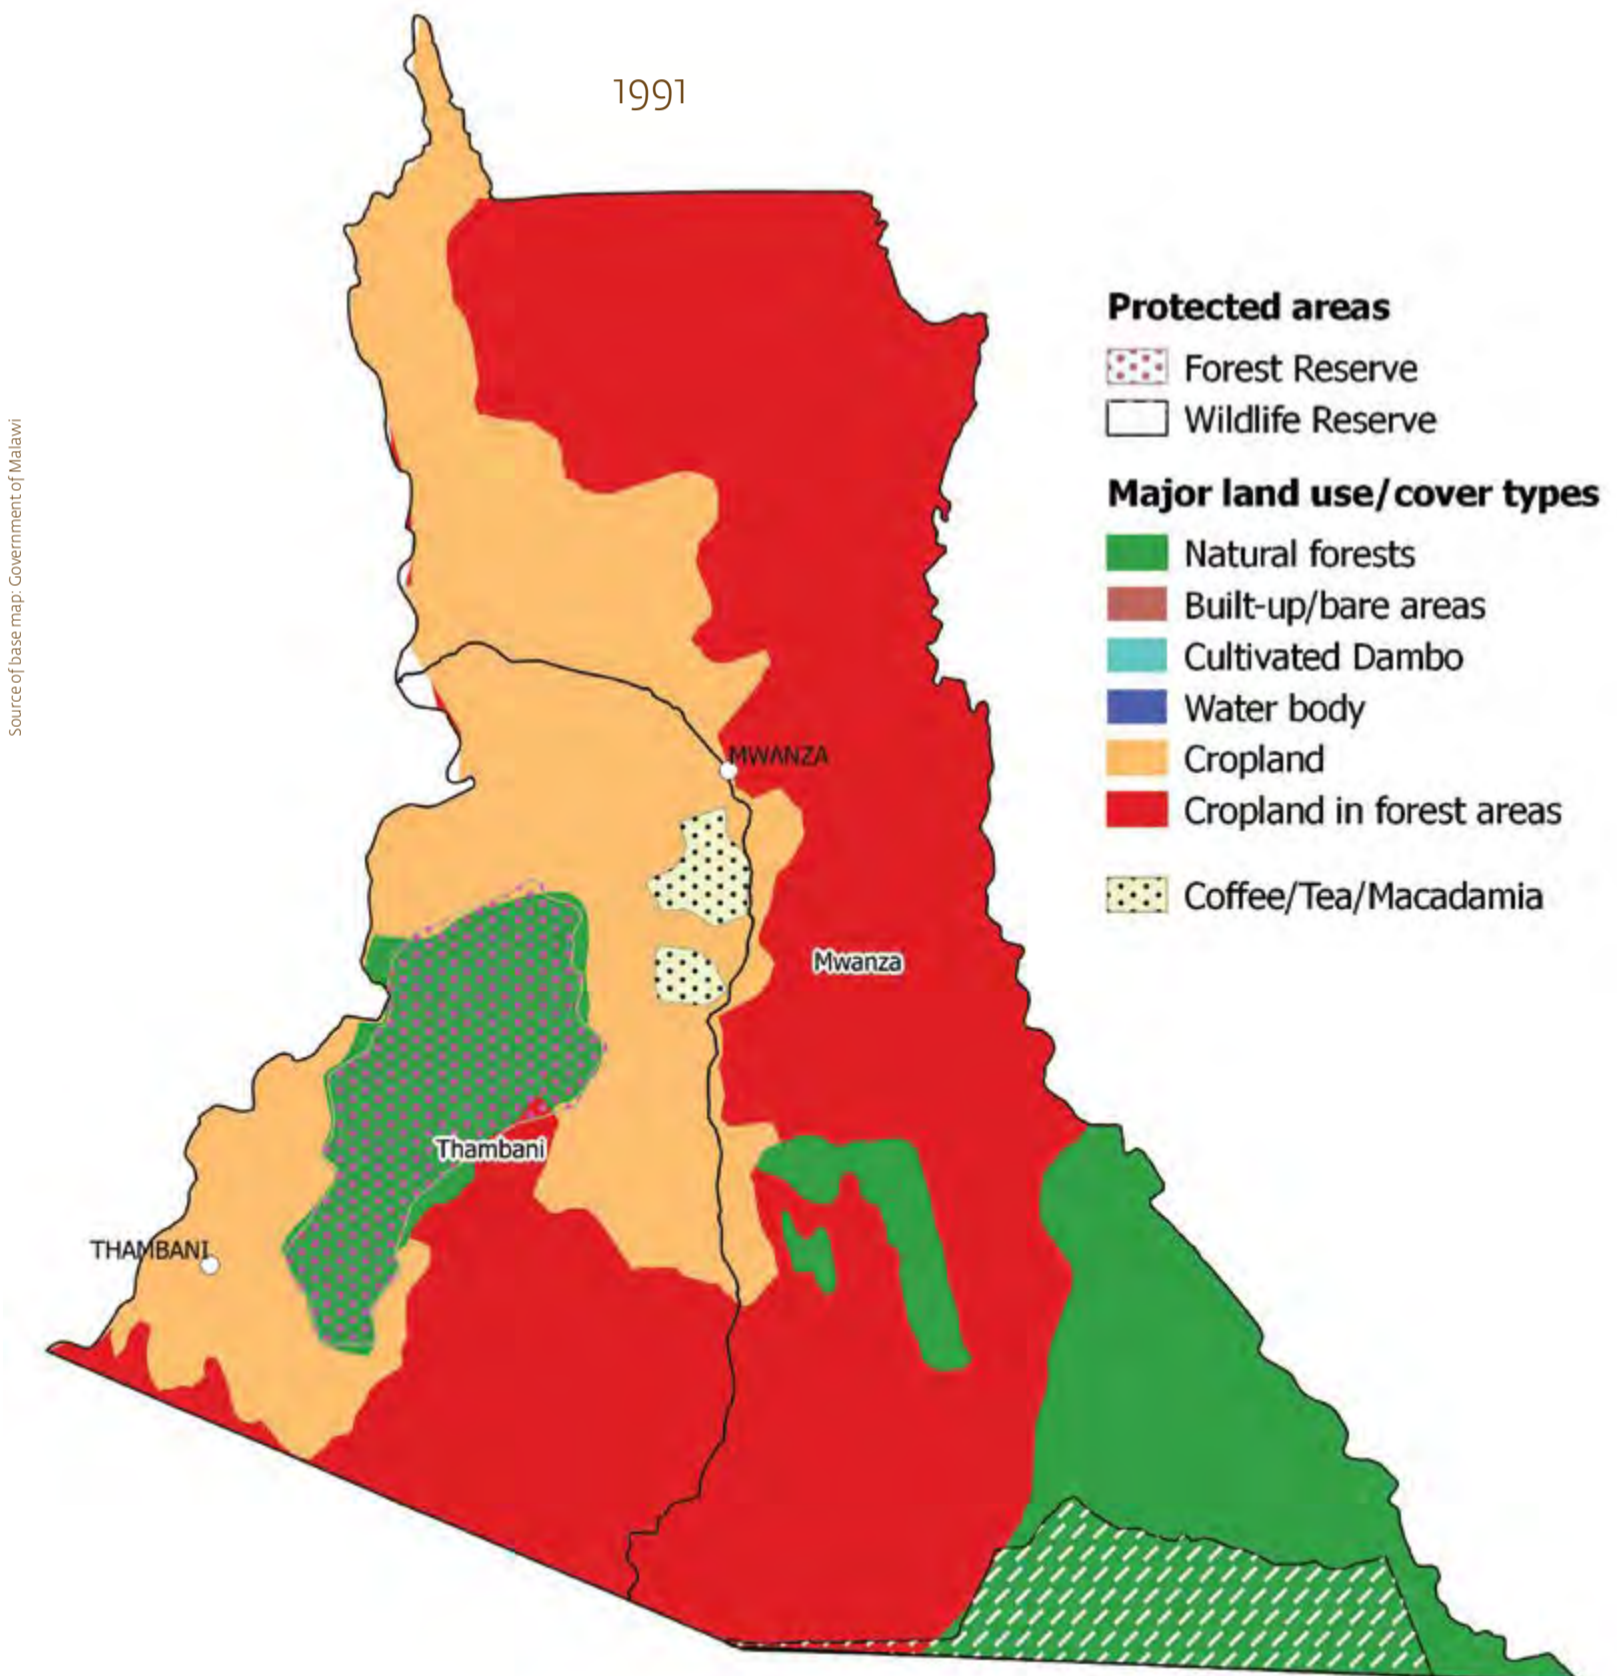 1991
Source of base map: Government of Malawi
Protected areas
Forest Reserve
Wildlife Reserve
Major land use/cover types
Natural forests
Built-up/bare areas
Cultivated Dambo
Water body
Cropland
Cropland in forest areas
Coffee/Tea/Macadamia
MWANZA
Mwanza
Thambani
THAMBANI